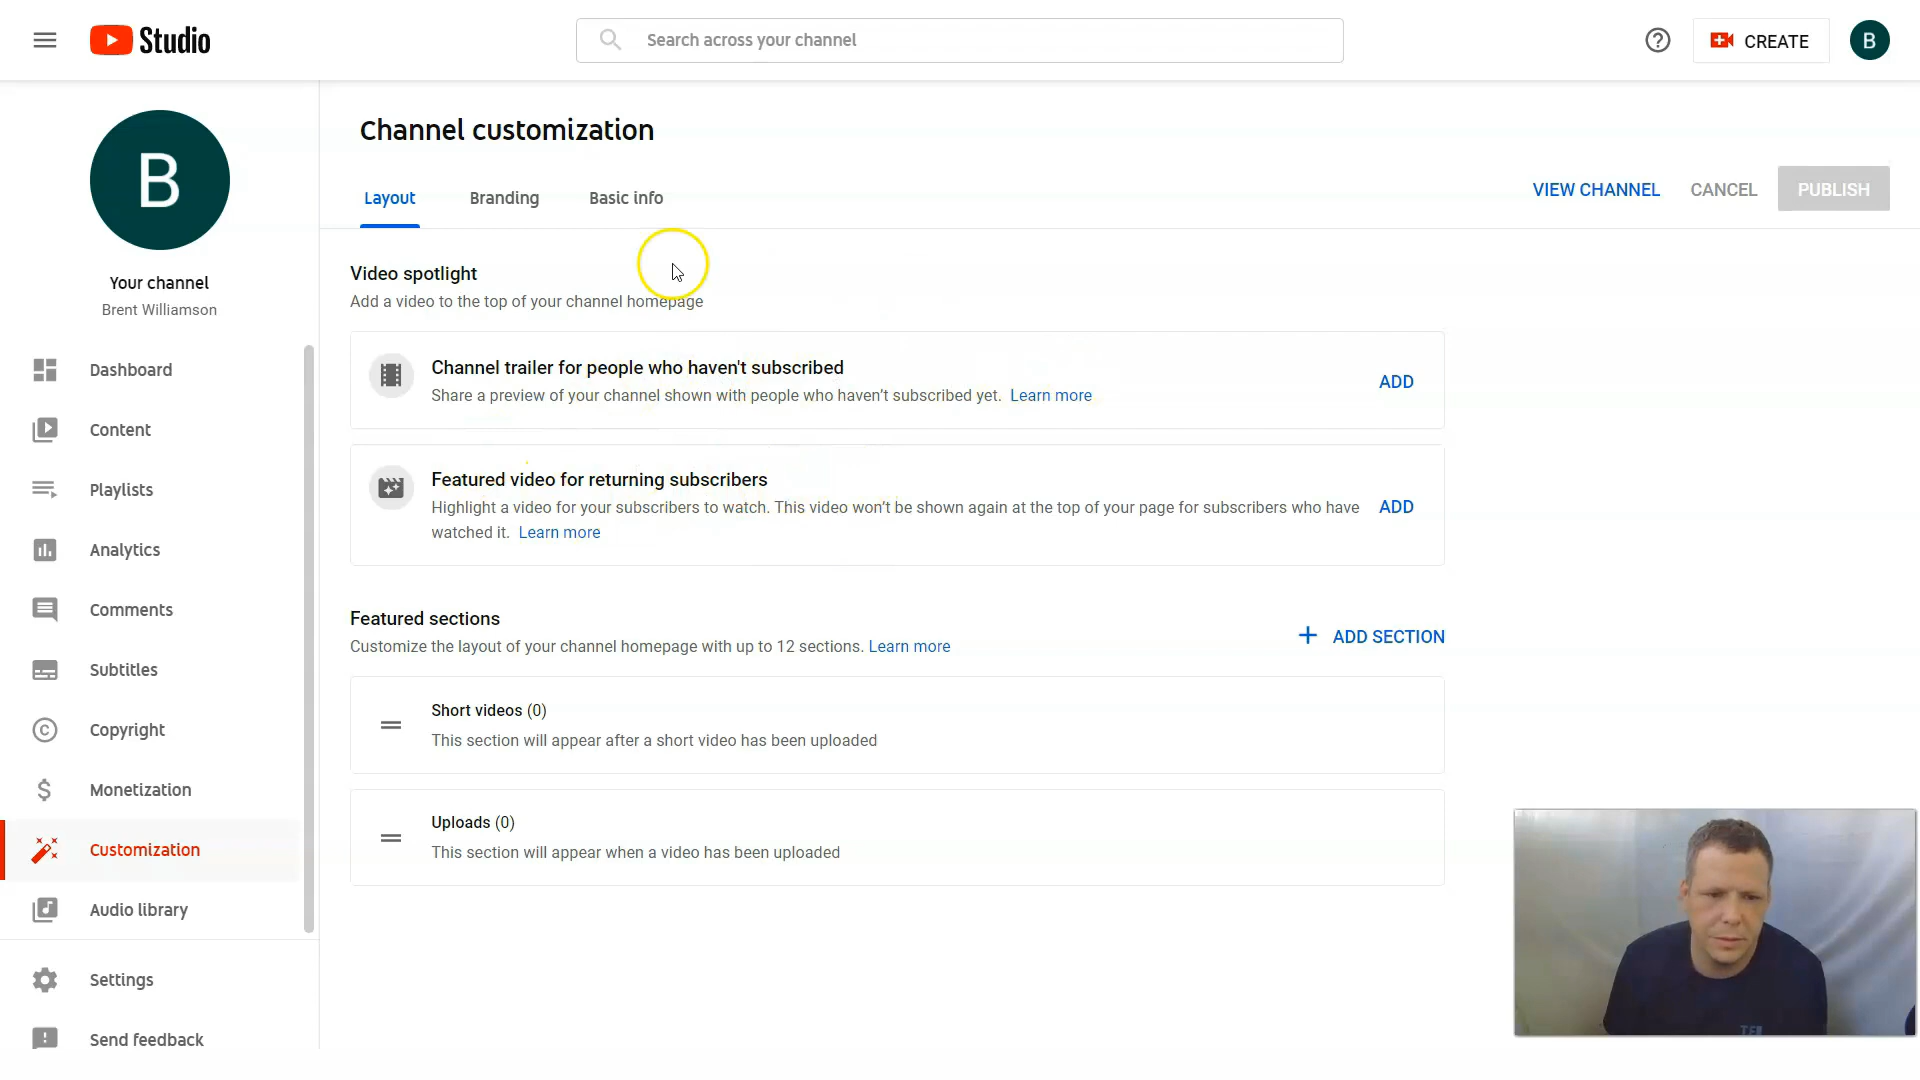 Studio
Search across your channel
CREATE
B
B
Your channel
Brent Williamson
Dashboard
Content
Playlists
Analytics
Comments
Subtitles
Copyright
Monetization
Customization
Audio library
Settings
Send feedback
Channel customization
Layout Branding Basic info
VIEW CHANNEL CANCEL PUBLISH
Video spotlight
Add a video to the top of your channel homepage
Channel trailer for people who haven't subscribed
Share a preview of your channel shown with people who haven’t subscribed yet. Learn more
ADD
Featured video for returning subscribers
Highlight a video for your subscribers to watch. This video won’t be shown again at the top of your page for subscribers who have
watched it. Learn more
ADD
Featured sections
Customize the layout of your channel homepage with up to 12 sections. Learn more
+ ADD SECTION
Short videos (0)
This section will appear after a short video has been uploaded
Uploads (0)
This section will appear when a video has been uploaded